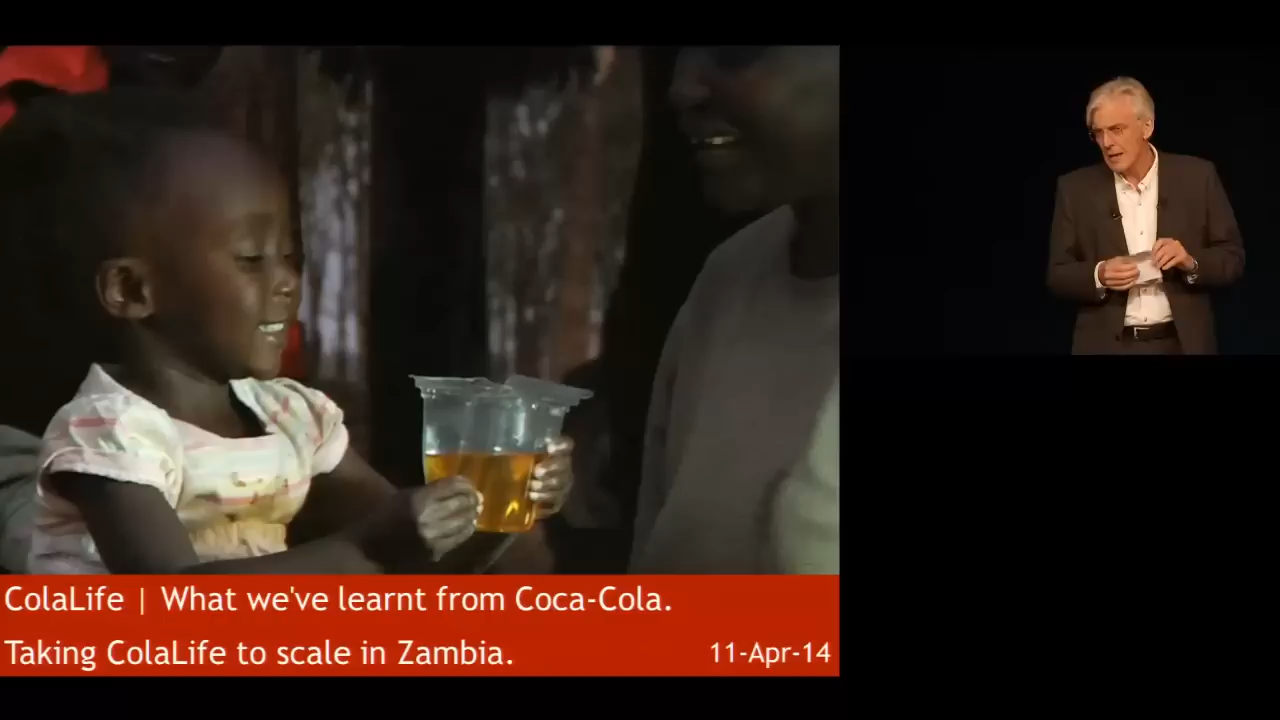 ColaLife | What we've learnt from Coca-Cola.
Taking ColaLife to scale in Zambia.
11-Apr-14